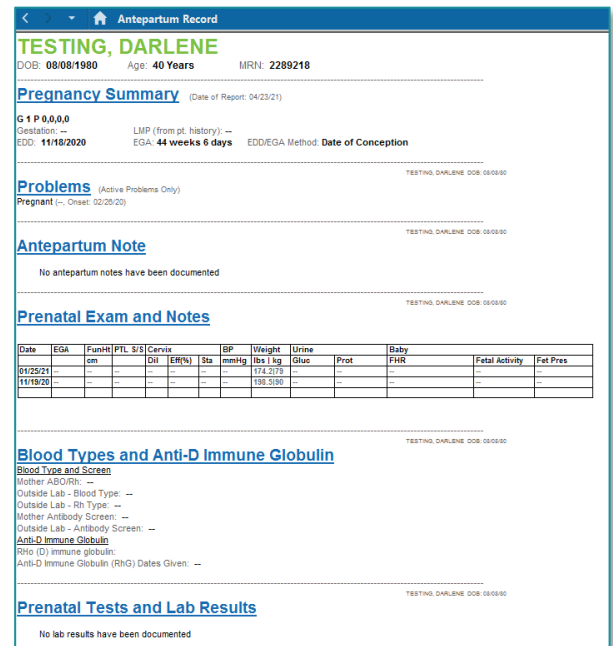 Antepartum Record
TESTING, DARLENE
DOB: 08/08/1980 Age: 40 Years MRN: 2289218
Pregnancy Summary (Date of Report: 04/23/21)
G 1 P 0,0,0,0
Gestation: -- LMP (from pt. history): --
EDD: 11/18/2020 EGA: 44 weeks 6 days EDD/EGA Method: Date of Conception
TESTING, DARLENE DOB: 08/08/80
Problems (Active Problems Only)
Pregnant (--, Onset: 02/26/20)
TESTING, DARLENE DOB: 08/08/80
Antepartum Note
No antepartum notes have been documented
TESTING, DARLENE DOB: 08/08/80
Prenatal Exam and Notes
Date EGA FunHt PTL S/S Cervix BP Weight Urine Baby
cm Dil Eff(%) Sta mmHg lbs | kg Gluc Prot FHR Fetal Activity Fet Pres
01/25/21 -- -- -- -- -- -- -- 174.2|79 -- -- -- -- --
11/19/20 -- -- -- -- -- -- -- 198.5|90 -- -- -- -- --
TESTING, DARLENE DOB: 08/08/80
Blood Types and Anti-D Immune Globulin
Blood Type and Screen
Mother ABO/Rh: --
Outside Lab - Blood Type: --
Outside Lab - Rh Type: --
Mother Antibody Screen: --
Outside Lab - Antibody Screen: --
Anti-D Immune Globulin
RHo (D) immune globulin:
Anti-D Immune Globulin (RhG) Dates Given: --
TESTING, DARLENE DOB: 08/08/80
Prenatal Tests and Lab Results
No lab results have been documented